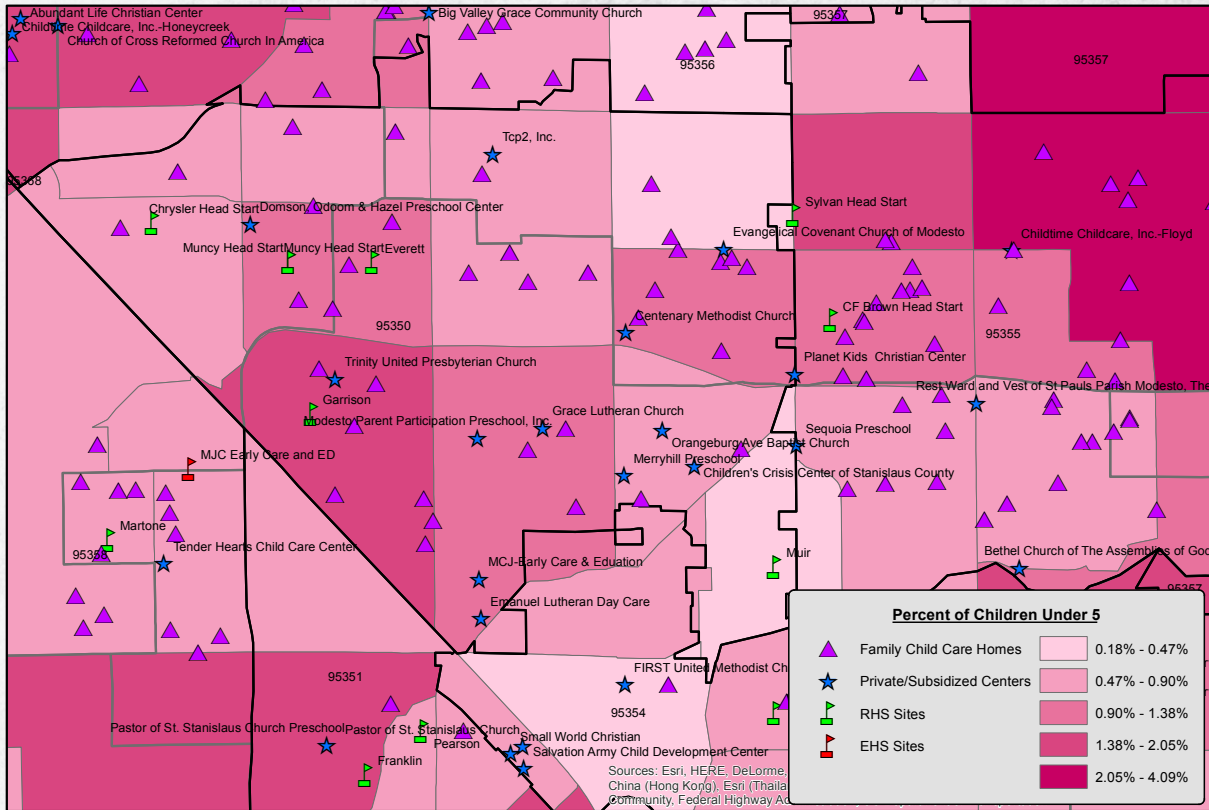 Abundant Life Christian Center
Big Valley Grace Community Church
95357
Childtime Childcare, Inc.-Honeycreek
Church of Cross Reformed Church In America
95356
95357
Tcp2, Inc.
Chrysler Head Start
Domson, Odoom & Hazel Preschool Center
Sylvan Head Start
Evangelical Covenant Church of Modesto
Childtime Childcare, Inc.-Floyd
Muncy Head Start
Muncy Head Start
Everett
CF Brown Head Start
Centenary Methodist Church
95350
95355
Trinity United Presbyterian Church
Planet Kids Christian Center
Rest Ward and Vest of St Pauls Parish Modesto, The
Garrison
Modesto Parent Participation Preschool, Inc.
Grace Lutheran Church
Sequoia Preschool
Orangeburg Ave Baptist Church
MJC Early Care and ED
Merryhill Preschool
Children's Crisis Center of Stanislaus County
Martone
Tender Hearts Child Care Center
95358
MCJ-Early Care & Eduation
Muir
Bethel Church of The Assemblies of God
95357
Emanuel Lutheran Day Care
95351
FIRST United Methodist Ch
95354
Pastor of St. Stanislaus Church Preschool
Pastor of St. Stanislaus Church
Pearson
Small World Christian
Salvation Army Child Development Center
Franklin
Sources: Esri, HERE, DeLorme,
China (Hong Kong), Esri (Thaila
Community, Federal Highway Ad
Percent of Children Under 5
Family Child Care Homes
0.18% - 0.47%
Private/Subsidized Centers
0.47% - 0.90%
RHS Sites
0.90% - 1.38%
EHS Sites
1.38% - 2.05%
2.05% - 4.09%